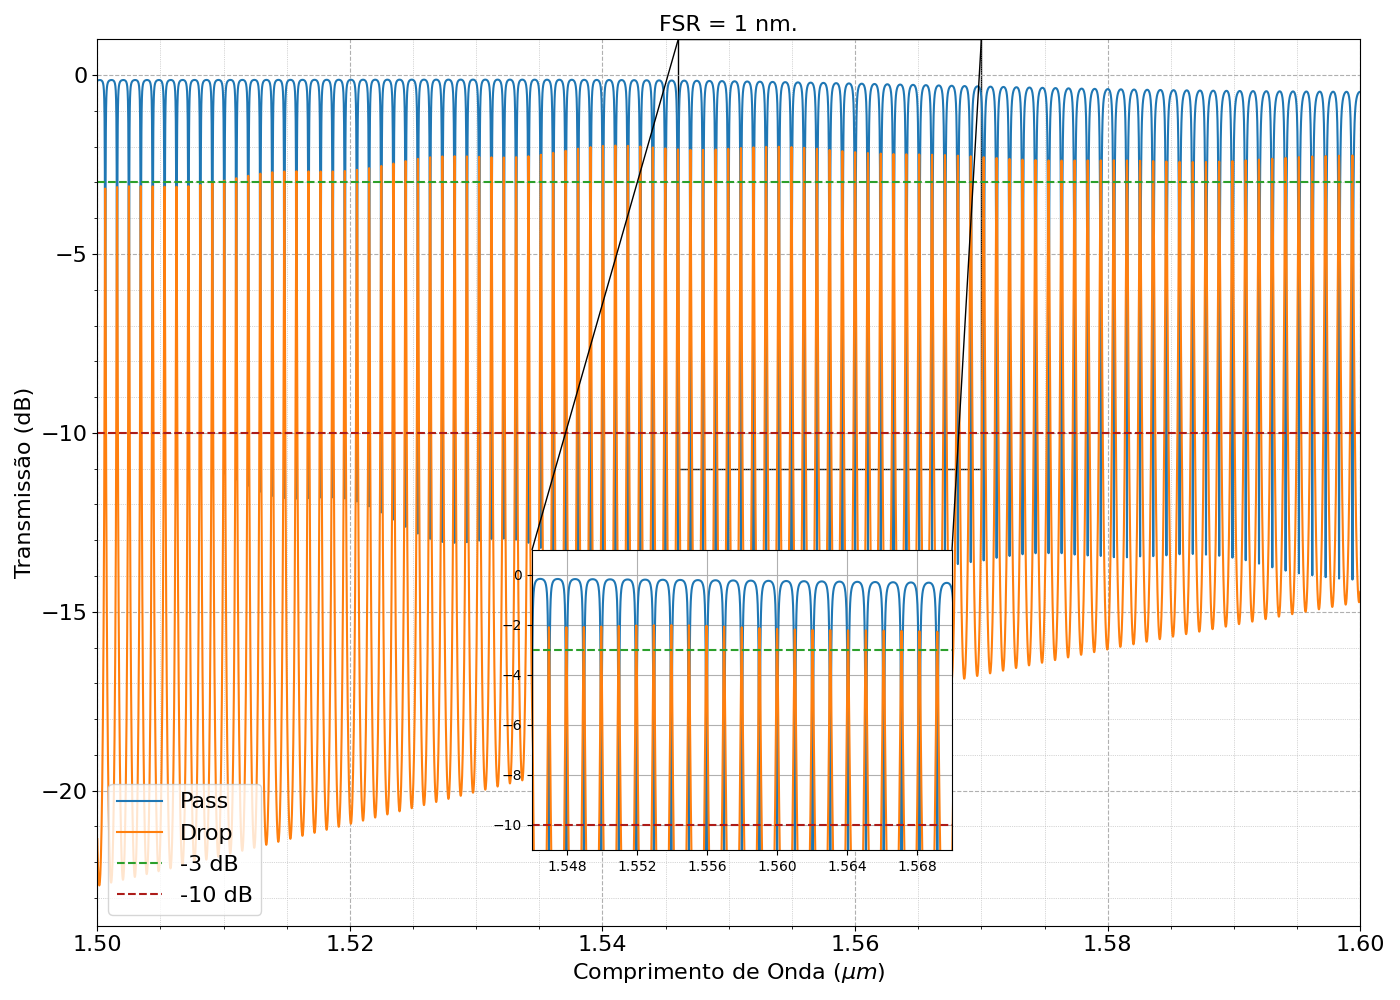 FSR = 1 nm.
Transmissão (dB)
0
−5
−10
−15
−20
0
−2
−4
−6
−8
−10
1.548 1.552 1.556 1.560 1.564 1.568
Pass
Drop
-3 dB
-10 dB
1.50 1.52 1.54 1.56 1.58 1.60
Comprimento de Onda (μm)